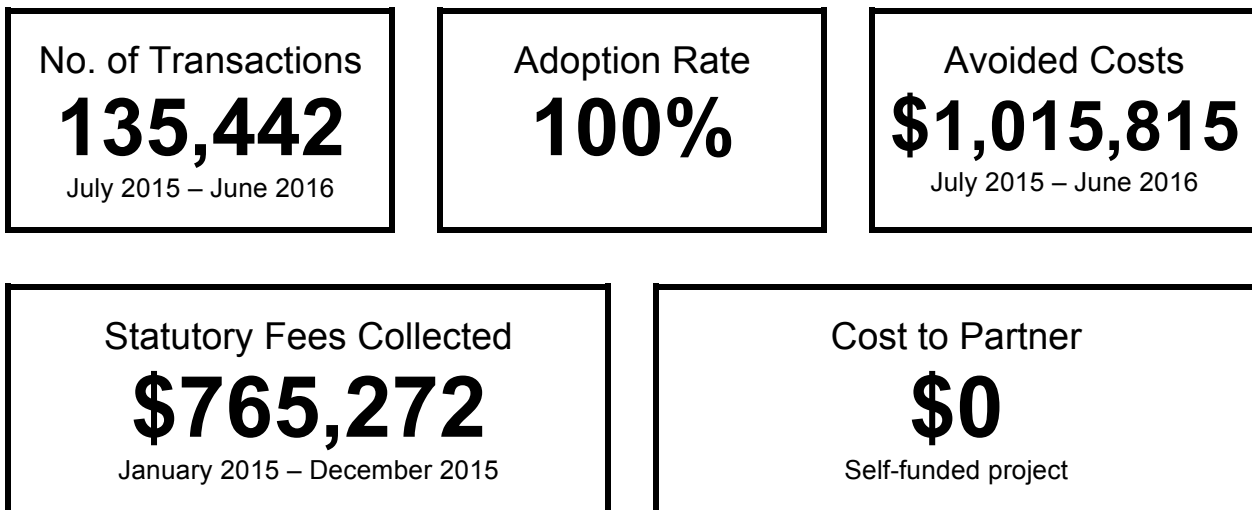 No. of Transactions
135,442
July 2015 – June 2016
Adoption Rate
100%
Avoided Costs
$1,015,815
July 2015 – June 2016
Statutory Fees Collected
$765,272
January 2015 – December 2015
Cost to Partner
$0
Self-funded project